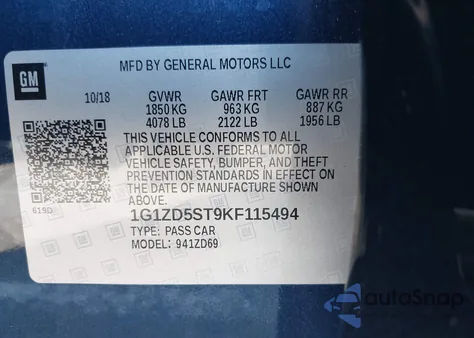 GM
MFD BY GENERAL MOTORS LLC
10/18 GVWR GAWR FRT GAWR RR
1850 KG 963 KG 887 KG
4078 LB 2122 LB 1956 LB
THIS VEHICLE CONFORMS TO ALL
APPLICABLE U.S. FEDERAL MOTOR
VEHICLE SAFETY, BUMPER, AND THEFT
PREVENTION STANDARDS IN EFFECT ON
THE DATE OF MANUFACTURE SHOWN
ABOVE.
619D
1G1ZD5ST9KF115494
TYPE: PASS CAR
MODEL: 941ZD69
autoSnap